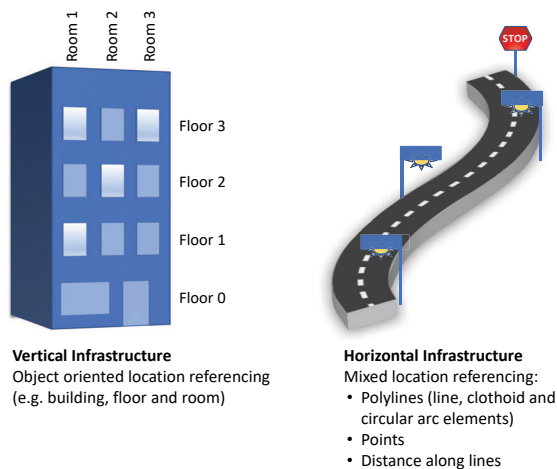 Room 1
Room 2
Room 3
Floor 3
Floor 2
Floor 1
Floor 0
Vertical Infrastructure
Object oriented location referencing
(e.g. building, floor and room)
STOP
Horizontal Infrastructure
Mixed location referencing:
• Polylines (line, clothoid and
circular arc elements)
• Points
• Distance along lines